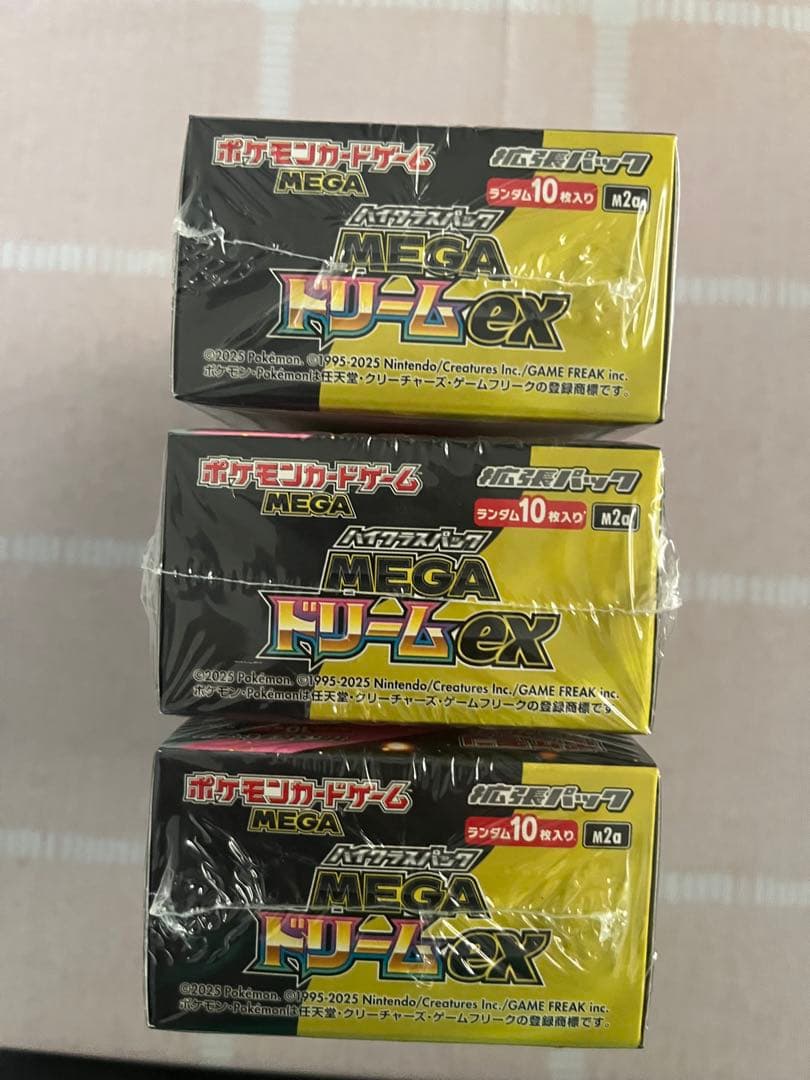 ポケモンカードゲーム 拡張パック
MEGA ランダム10枚入り M2a
ハイクラスパック
MEGA
ドリームex
©2025 Pokémon. ©1995-2025 Nintendo/Creatures Inc./GAME FREAK inc.
ポケモン・Pokémonは任天堂・クリーチャーズ・ゲームフリークの登録商標です。
ポケモンカードゲーム 拡張パック
MEGA ランダム10枚入り M2a
ハイクラスパック
MEGA
ドリームex
©2025 Pokémon. ©1995-2025 Nintendo/Creatures Inc./GAME FREAK inc.
ポケモン・Pokémonは任天堂・クリーチャーズ・ゲームフリークの登録商標です
ポケモンカードゲーム 拡張パック
MEGA ランダム10枚入り M2a
ハイクラスパック
MEGA
ドリームex
©2025 Pokémon. ©1995-2025 Nintendo/Creatures Inc./GAME FREAK inc.
ポケモン・Pokémonは任天堂・クリーチャーズ・ゲームフリークの登録商標です。